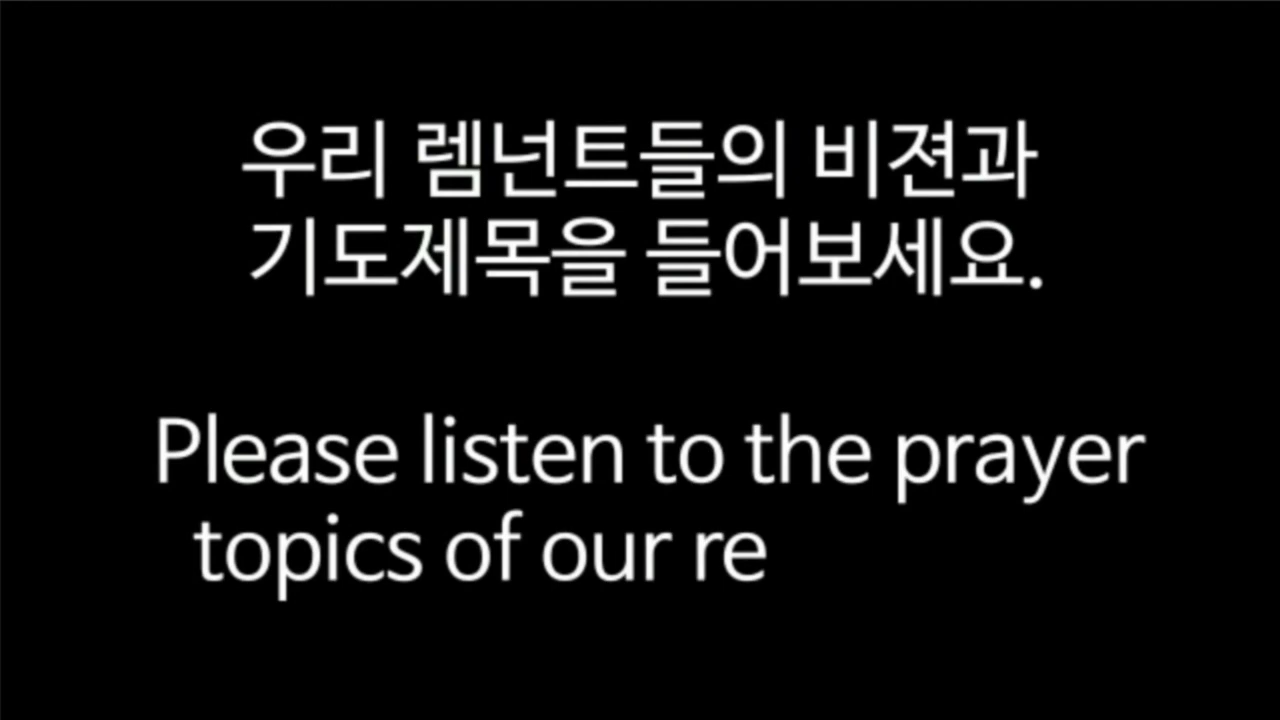 우리 렘넌트들의 비젼과
기도제목을 들어보세요.
Please listen to the prayer
topics of our re